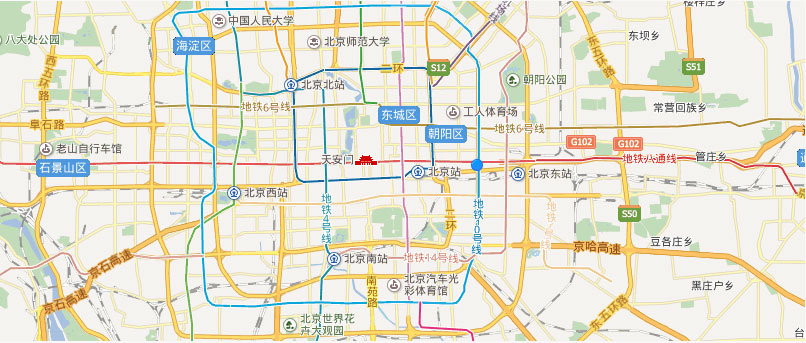 楼梓庄乡
中国人民大学
八大处公园
海淀区
北京师范大学
东坝乡
东五环路
二环
S12
S51
西五环路
北京北站
朝阳公园
地铁6号线
东城区
工人体育场
常营回族乡
阜石路
朝阳区
地铁6号线
G102
G102
老山自行车馆
天安门
地铁八通线
管庄乡
石景山区
北京站
北京东站
北京西站
地铁4号线
二环
地铁10号线
S50
京哈高速
豆各庄乡
京石高速
北京南站
地铁14号线
京石高速
南苑路
北京汽车光
彩体育馆
黑庄户乡
北京世界花
卉大观园
东五环路
台